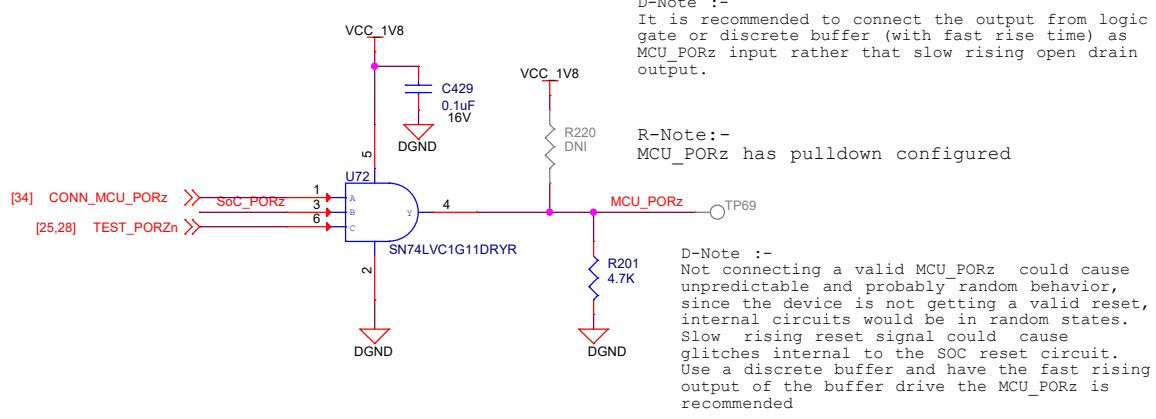 D-Note :-
It is recommended to connect the output from logic
gate or discrete buffer (with fast rise time) as
MCU_PORz input rather that slow rising open drain
output.
VCC_1V8
C429
0.1uF
16V
DGND
VCC_1V8
R220
DNI
R-Note:-
MCU_PORz has pulldown configured
5
U72
[34] CONN_MCU_PORz
1
A
SoC_PORz
3
B
[25,28] TEST_PORZn
6
C
Y
4
MCU_PORz
TP69
SN74LVC1G11DRYR
2
DGND
R201
4.7K
DGND
D-Note :-
Not connecting a valid MCU_PORz could cause
unpredictable and probably random behavior,
since the device is not getting a valid reset,
internal circuits would be in random states.
Slow rising reset signal could cause
glitches internal to the SOC reset circuit.
Use a discrete buffer and have the fast rising
output of the buffer drive the MCU_PORz is
recommended